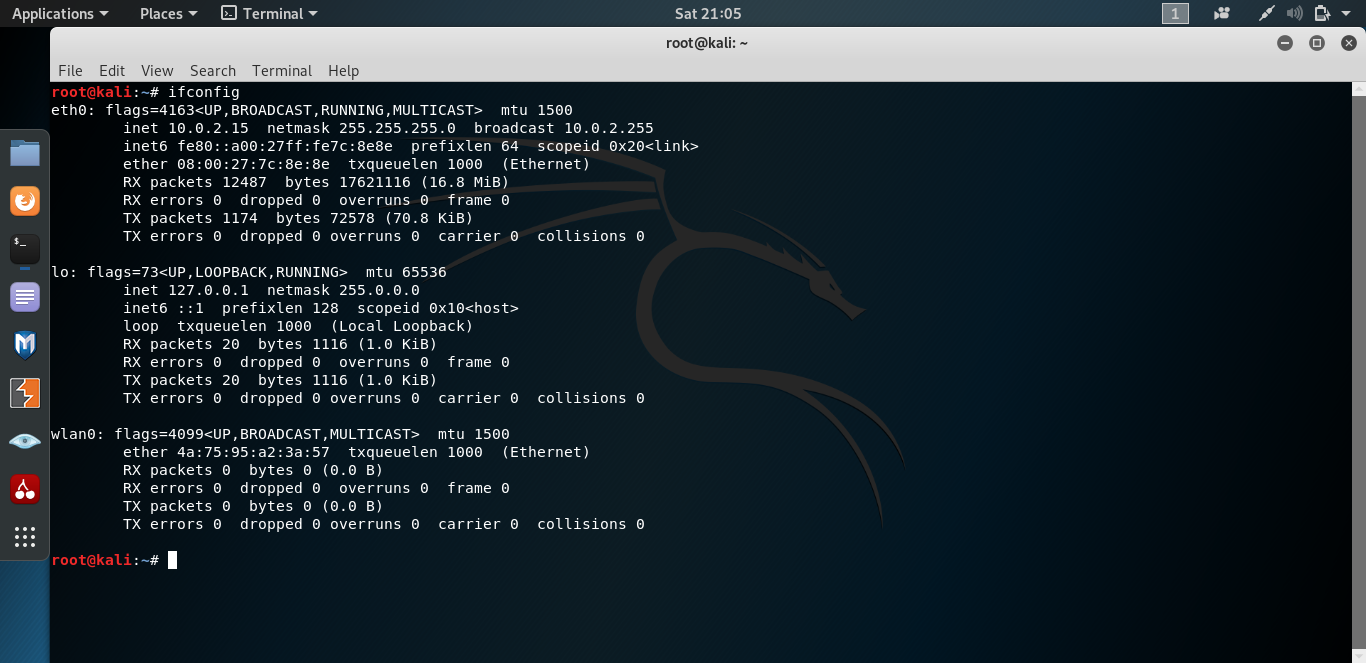 Applications Places Terminal Sat 21:05 1
root@kali: ~
File Edit View Search Terminal Help
root@kali:~# ifconfig
eth0: flags=4163<UP,BROADCAST,RUNNING,MULTICAST>  mtu 1500
        inet 10.0.2.15  netmask 255.255.255.0  broadcast 10.0.2.255
        inet6 fe80::a00:27ff:fe7c:8e8e  prefixlen 64  scopeid 0x20<link>
        ether 08:00:27:7c:8e:8e  txqueuelen 1000  (Ethernet)
        RX packets 12487  bytes 17621116 (16.8 MiB)
        RX errors 0  dropped 0  overruns 0  frame 0
        TX packets 1174  bytes 72578 (70.8 KiB)
        TX errors 0  dropped 0 overruns 0  carrier 0  collisions 0
lo: flags=73<UP,LOOPBACK,RUNNING>  mtu 65536
        inet 127.0.0.1  netmask 255.0.0.0
        inet6 ::1  prefixlen 128  scopeid 0x10<host>
        loop  txqueuelen 1000  (Local Loopback)
        RX packets 20  bytes 1116 (1.0 KiB)
        RX errors 0  dropped 0  overruns 0  frame 0
        TX packets 20  bytes 1116 (1.0 KiB)
        TX errors 0  dropped 0 overruns 0  carrier 0  collisions 0
wlan0: flags=4099<UP,BROADCAST,MULTICAST>  mtu 1500
        ether 4a:75:95:a2:3a:57  txqueuelen 1000  (Ethernet)
        RX packets 0  bytes 0 (0.0 B)
        RX errors 0  dropped 0  overruns 0  frame 0
        TX packets 0  bytes 0 (0.0 B)
        TX errors 0  dropped 0 overruns 0  carrier 0  collisions 0
root@kali:~#